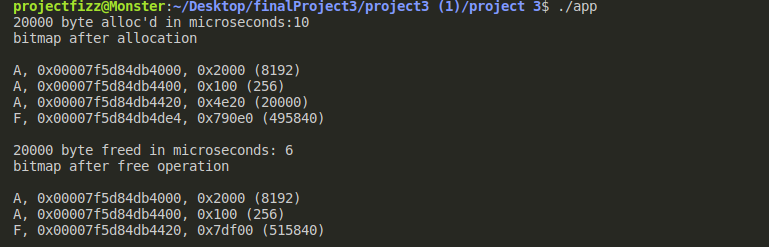 projectfizz@Monster:~/Desktop/finalProject3/project3 (1)/project 3$ ./app
20000 byte alloc'd in microseconds:10
bitmap after allocation
A, 0x00007f5d84db4000, 0x2000 (8192)
A, 0x00007f5d84db4400, 0x100 (256)
A, 0x00007f5d84db4420, 0x4e20 (20000)
F, 0x00007f5d84db4de4, 0x790e0 (495840)
20000 byte freed in microseconds: 6
bitmap after free operation
A, 0x00007f5d84db4000, 0x2000 (8192)
A, 0x00007f5d84db4400, 0x100 (256)
F, 0x00007f5d84db4420, 0x7df00 (515840)